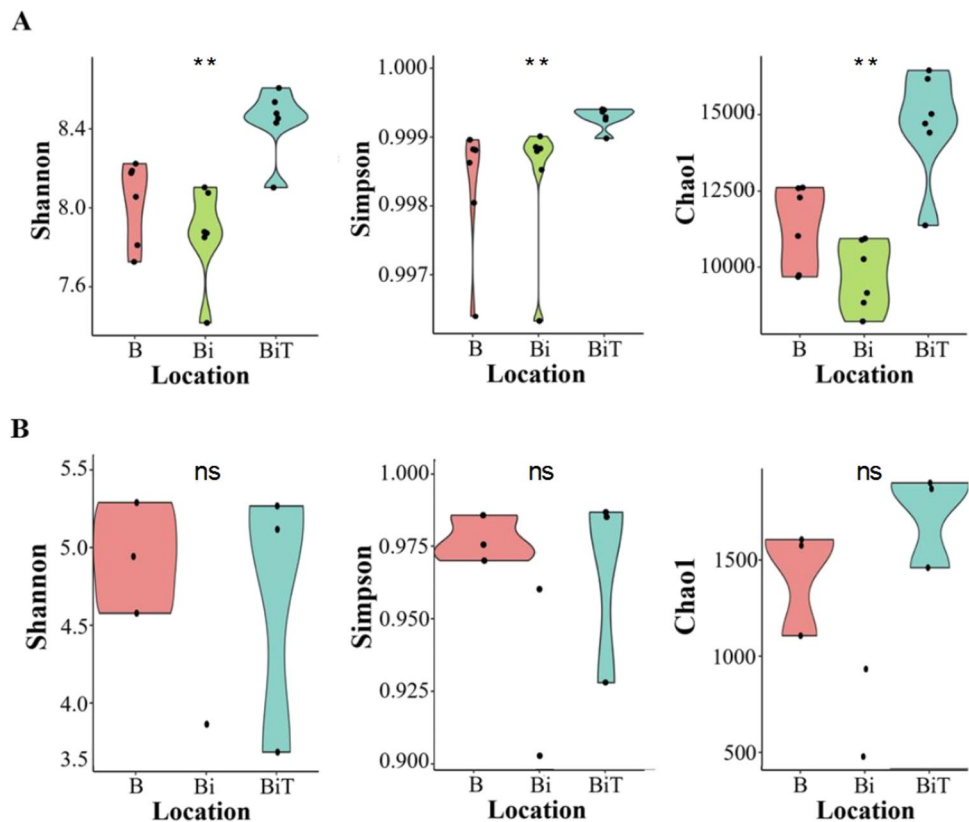 A
** ** **
Shannon 8.4 8.0 7.6
B Bi BiT
Location
Simpson 1.000 0.999 0.998 0.997
B Bi BiT
Location
Chao1 15000 12500 10000
B Bi BiT
Location
B
ns ns ns
Shannon 5.5 5.0 4.5 4.0 3.5
B Bi BiT
Location
Simpson 1.000 0.975 0.950 0.925 0.900
B Bi BiT
Location
Chao1 1500 1000 500
B Bi BiT
Location